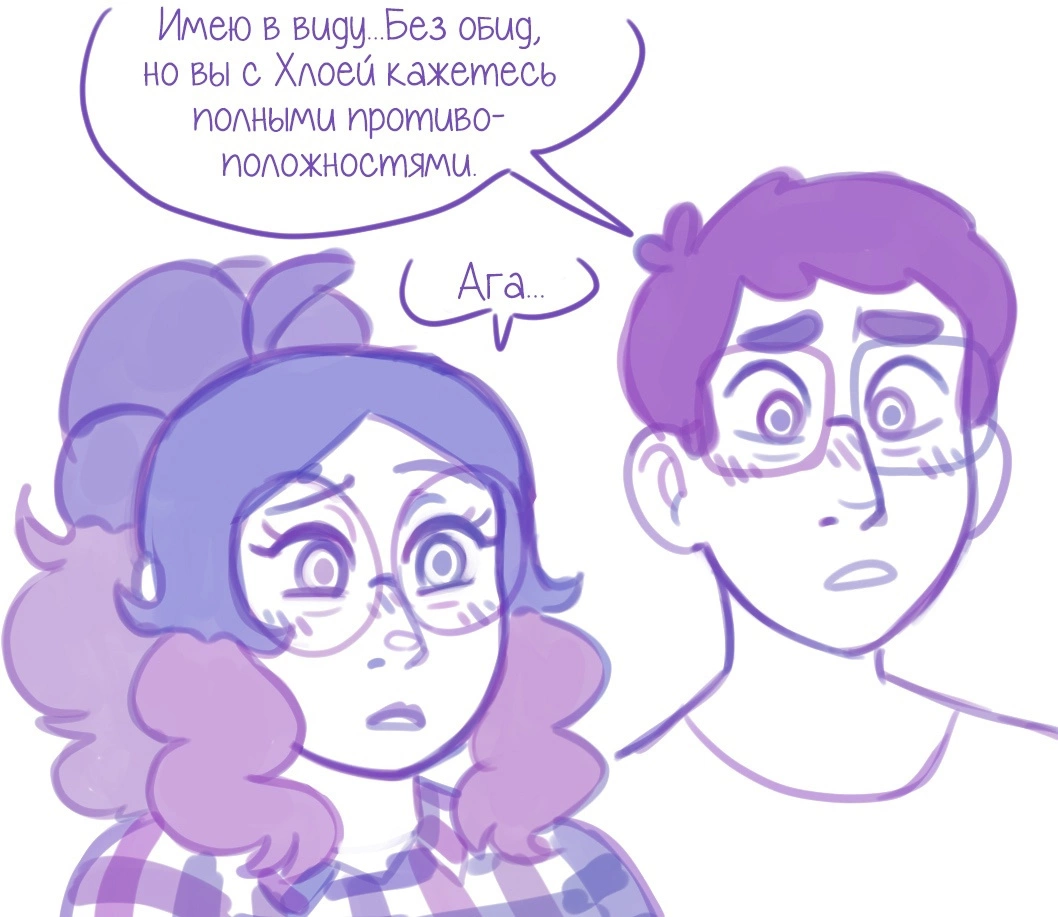 Имею в виду...Без обид,
но вы с Хлоей кажетесь
полными противо-
положностями.
Ага...